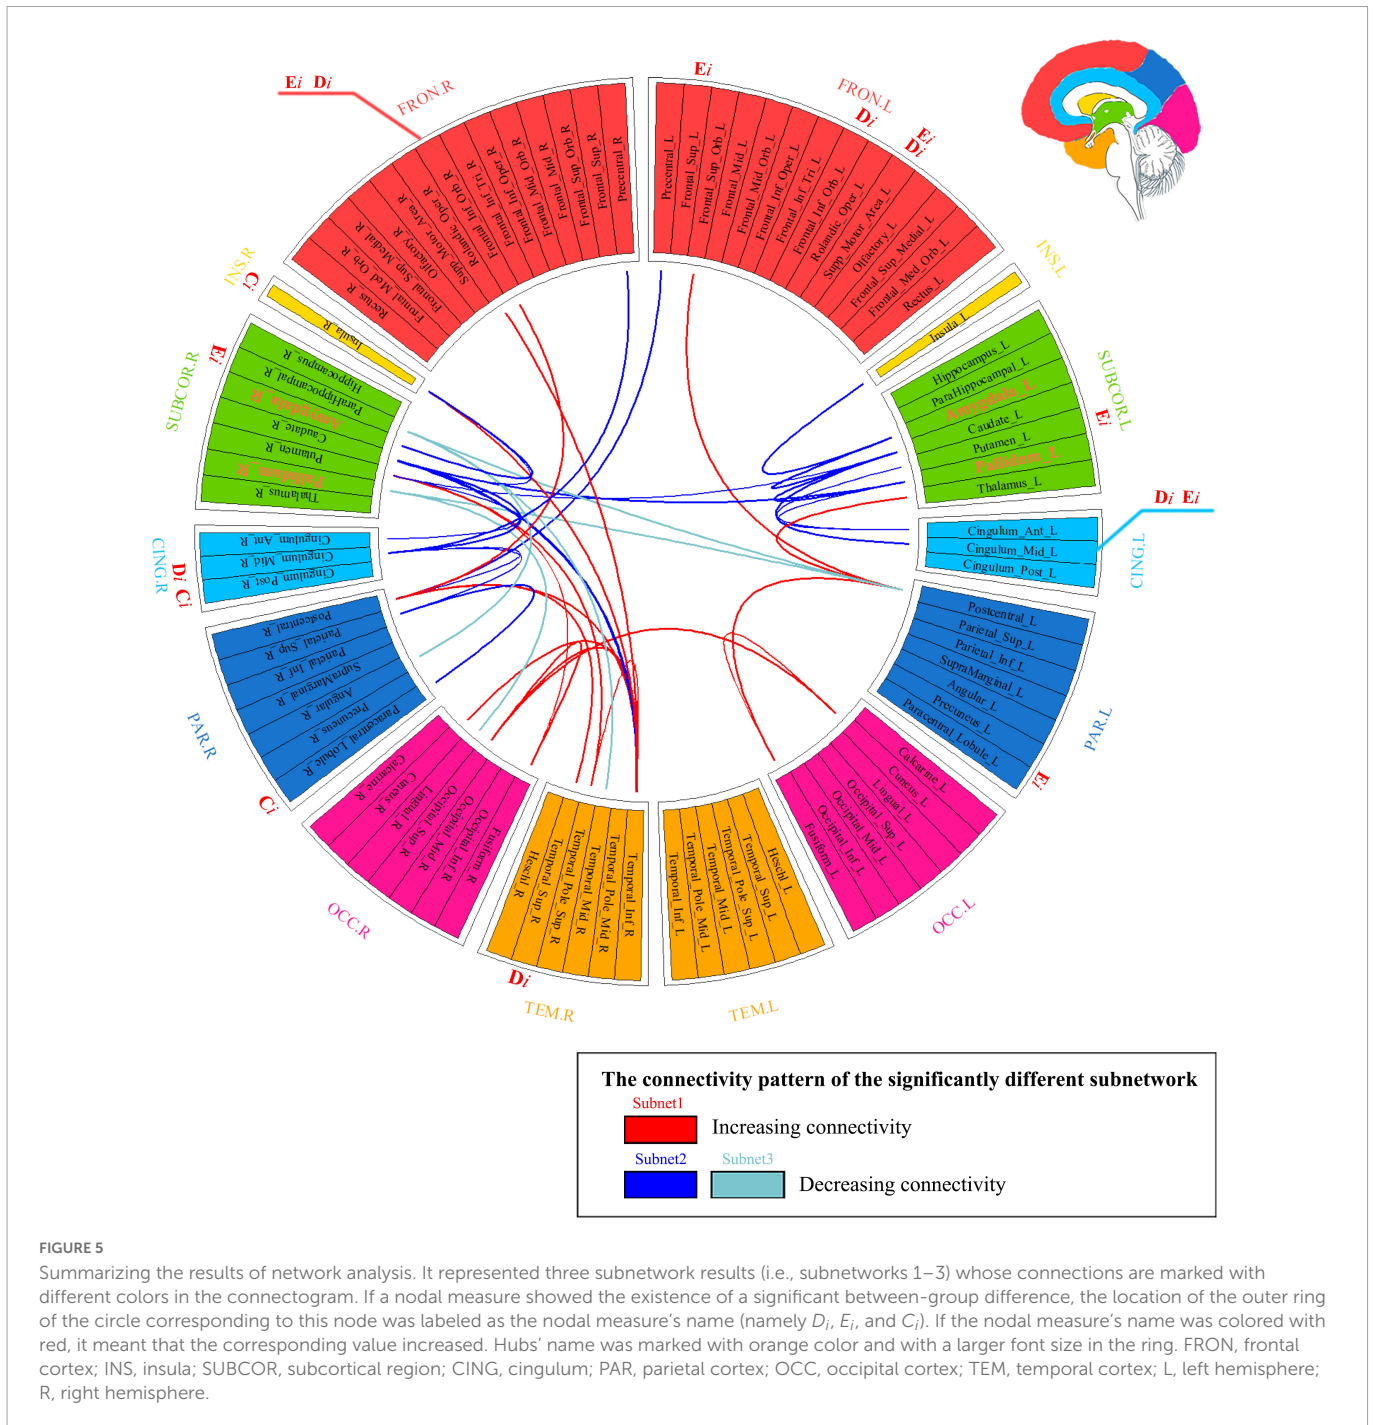 Ei Di
FRON.R
Ei
FRON.L
Di
Ei
Di
Precentral_R
Frontal_Sup_R
Frontal_Sup_Orb_R
Frontal_Mid_R
Frontal_Mid_Orb_R
Frontal_Inf_Oper_R
Frontal_Inf_Tri_R
Frontal_Inf_Orb_R
Rolandic_Oper_R
Supp_Motor_Area_R
Olfactory_R
Frontal_Sup_Medial_R
Frontal_Med_Orb_R
Rectus_R
Precentral_L
Frontal_Sup_L
Frontal_Sup_Orb_L
Frontal_Mid_L
Frontal_Mid_Orb_L
Frontal_Inf_Oper_L
Frontal_Inf_Tri_L
Frontal_Inf_Orb_L
Rolandic_Oper_L
Supp_Motor_Area_L
Olfactory_L
Frontal_Sup_Medial_L
Frontal_Med_Orb_L
Rectus_L
INS.R
Ci
Insula_R
INS.L
Insula_L
SUBCOR.R
Ei
Hippocampus_R
ParaHippocampal_R
Amygdala_R
Caudate_R
Putamen_R
Pallidum_R
Thalamus_R
SUBCOR.L
Ei
Hippocampus_L
ParaHippocampal_L
Amygdala_L
Caudate_L
Putamen_L
Pallidum_L
Thalamus_L
CING.R
Di Ci
Cingulum_Ant_R
Cingulum_Mid_R
Cingulum_Post_R
Di Ei
CING.L
Cingulum_Ant_L
Cingulum_Mid_L
Cingulum_Post_L
PAR.R
Ci
Postcentral_R
Parietal_Sup_R
Parietal_Inf_R
SupraMarginal_R
Angular_R
Precuneus_R
Paracentral_Lobule_R
PAR.L
Ei
Postcentral_L
Parietal_Sup_L
Parietal_Inf_L
SupraMarginal_L
Angular_L
Precuneus_L
Paracentral_Lobule_L
OCC.R
Calcarine_R
Cuneus_R
Lingual_R
Occipital_Sup_R
Occipital_Mid_R
Occipital_Inf_R
Fusiform_R
OCC.L
Calcarine_L
Cuneus_L
Lingual_L
Occipital_Sup_L
Occipital_Mid_L
Occipital_Inf_L
Fusiform_L
Di
TEM.R
Heschl_R
Temporal_Sup_R
Temporal_Pole_Sup_R
Temporal_Mid_R
Temporal_Pole_Mid_R
Temporal_Inf_R
TEM.L
Temporal_Inf_L
Temporal_Pole_Mid_L
Temporal_Mid_L
Temporal_Pole_Sup_L
Temporal_Sup_L
Heschl_L
The connectivity pattern of the significantly different subnetwork
Subnet1
Increasing connectivity
Subnet2 Subnet3
Decreasing connectivity
FIGURE 5
Summarizing the results of network analysis. It represented three subnetwork results (i.e., subnetworks 1–3) whose connections are marked with
different colors in the connectogram. If a nodal measure showed the existence of a significant between-group difference, the location of the outer ring
of the circle corresponding to this node was labeled as the nodal measure's name (namely Di, Ei, and Ci). If the nodal measure's name was colored with
red, it meant that the corresponding value increased. Hubs' name was marked with orange color and with a larger font size in the ring. FRON, frontal
cortex; INS, insula; SUBCOR, subcortical region; CING, cingulum; PAR, parietal cortex; OCC, occipital cortex; TEM, temporal cortex; L, left hemisphere;
R, right hemisphere.